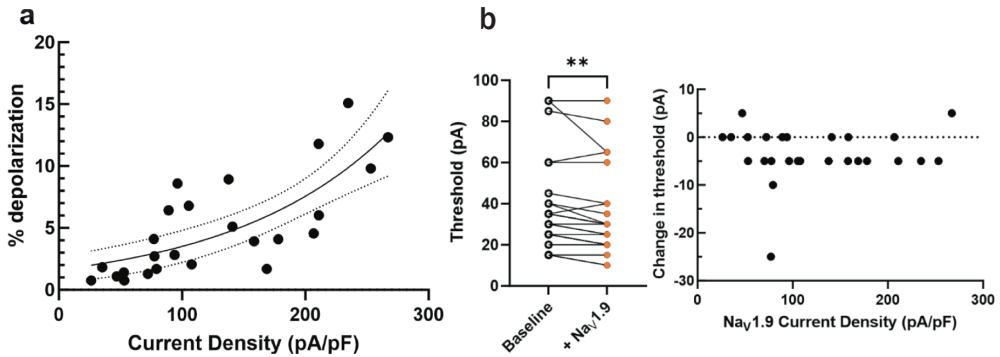 a
% depolarization
20
15
10
5
0
0 100 200 300
Current Density (pA/pF)
b
**
Threshold (pA)
100
80
60
40
20
0
Baseline
+ Naᵥ1.9
Change in threshold (pA)
10
0
-10
-20
-30
0 100 200 300
Naᵥ1.9 Current Density (pA/pF)